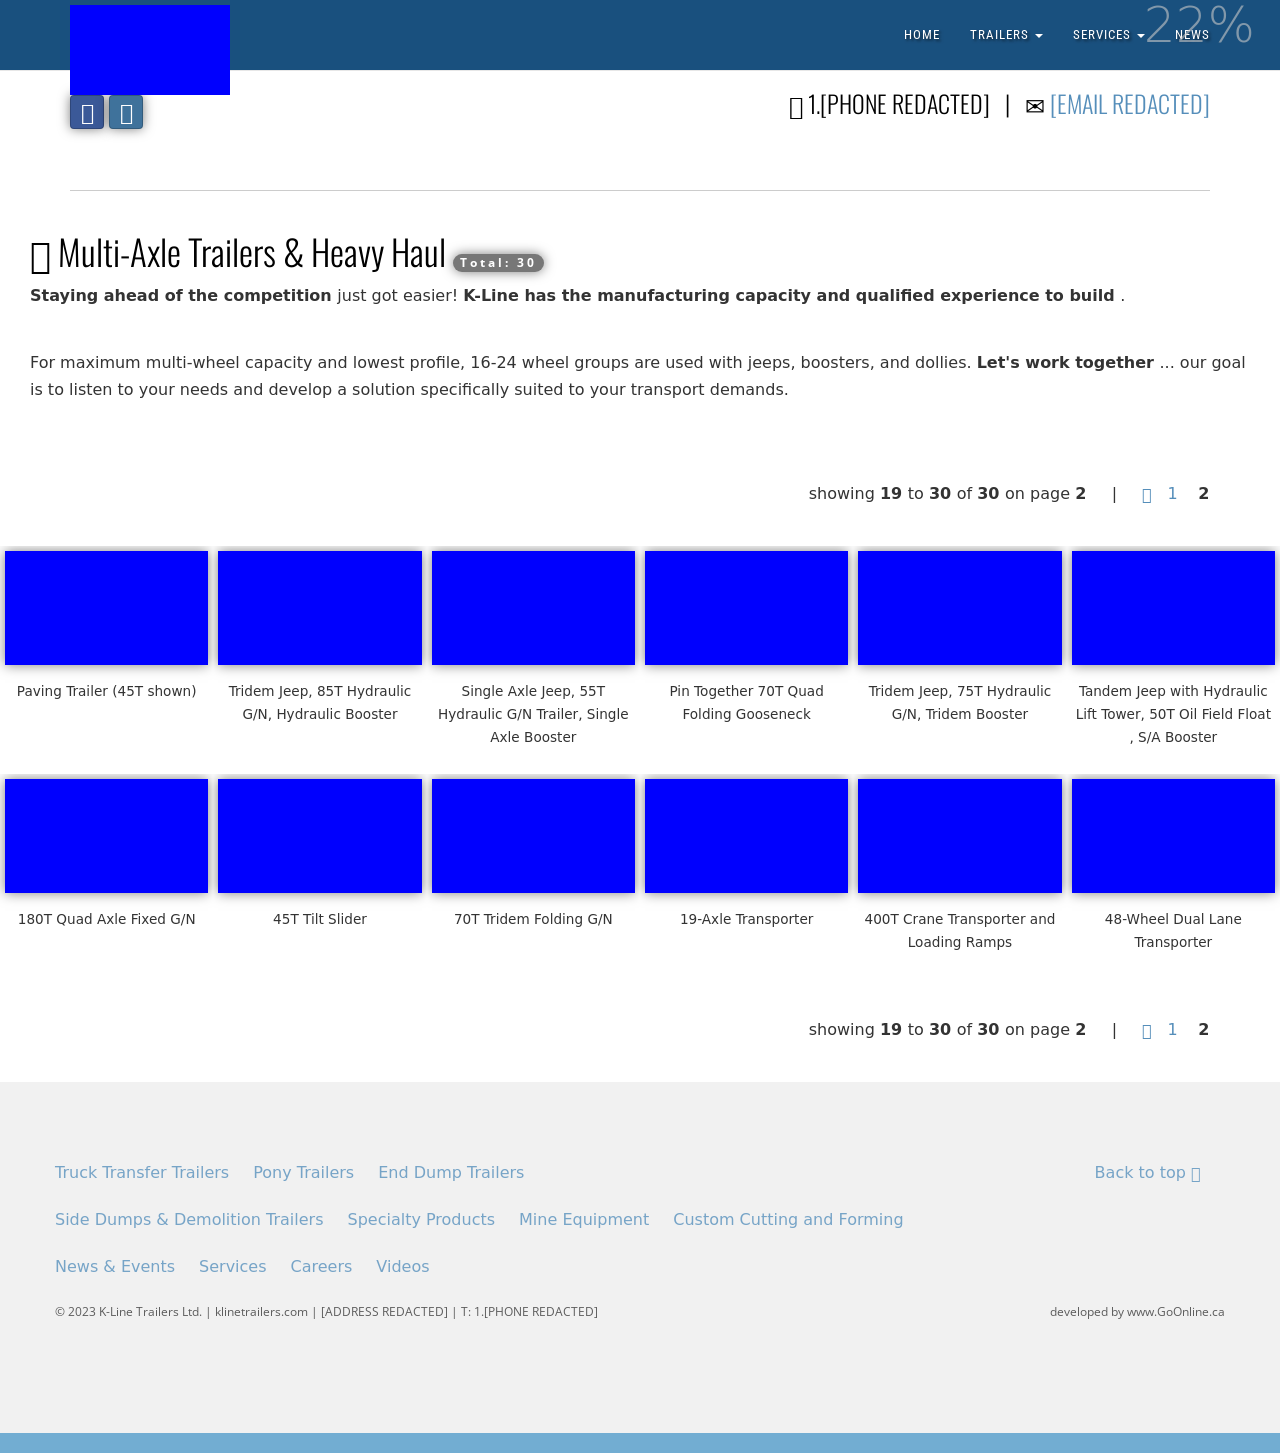 22%
HOME TRAILERS SERVICES NEWS
1.[PHONE REDACTED] | ✉ [EMAIL REDACTED]
Multi-Axle Trailers & Heavy Haul Total: 30
Staying ahead of the competition just got easier! K-Line has the manufacturing capacity and qualified experience to build .
For maximum multi-wheel capacity and lowest profile, 16-24 wheel groups are used with jeeps, boosters, and dollies. Let's work together ... our goal
is to listen to your needs and develop a solution specifically suited to your transport demands.
showing 19 to 30 of 30 on page 2 | 1 2
Paving Trailer (45T shown)
Tridem Jeep, 85T Hydraulic
G/N, Hydraulic Booster
Single Axle Jeep, 55T
Hydraulic G/N Trailer, Single
Axle Booster
Pin Together 70T Quad
Folding Gooseneck
Tridem Jeep, 75T Hydraulic
G/N, Tridem Booster
Tandem Jeep with Hydraulic
Lift Tower, 50T Oil Field Float
, S/A Booster
180T Quad Axle Fixed G/N
45T Tilt Slider
70T Tridem Folding G/N
19-Axle Transporter
400T Crane Transporter and
Loading Ramps
48-Wheel Dual Lane
Transporter
showing 19 to 30 of 30 on page 2 | 1 2
Truck Transfer Trailers Pony Trailers End Dump Trailers
Back to top
Side Dumps & Demolition Trailers Specialty Products Mine Equipment Custom Cutting and Forming
News & Events Services Careers Videos
© 2023 K-Line Trailers Ltd. | klinetrailers.com | [ADDRESS REDACTED] | T: 1.[PHONE REDACTED]
developed by www.GoOnline.ca